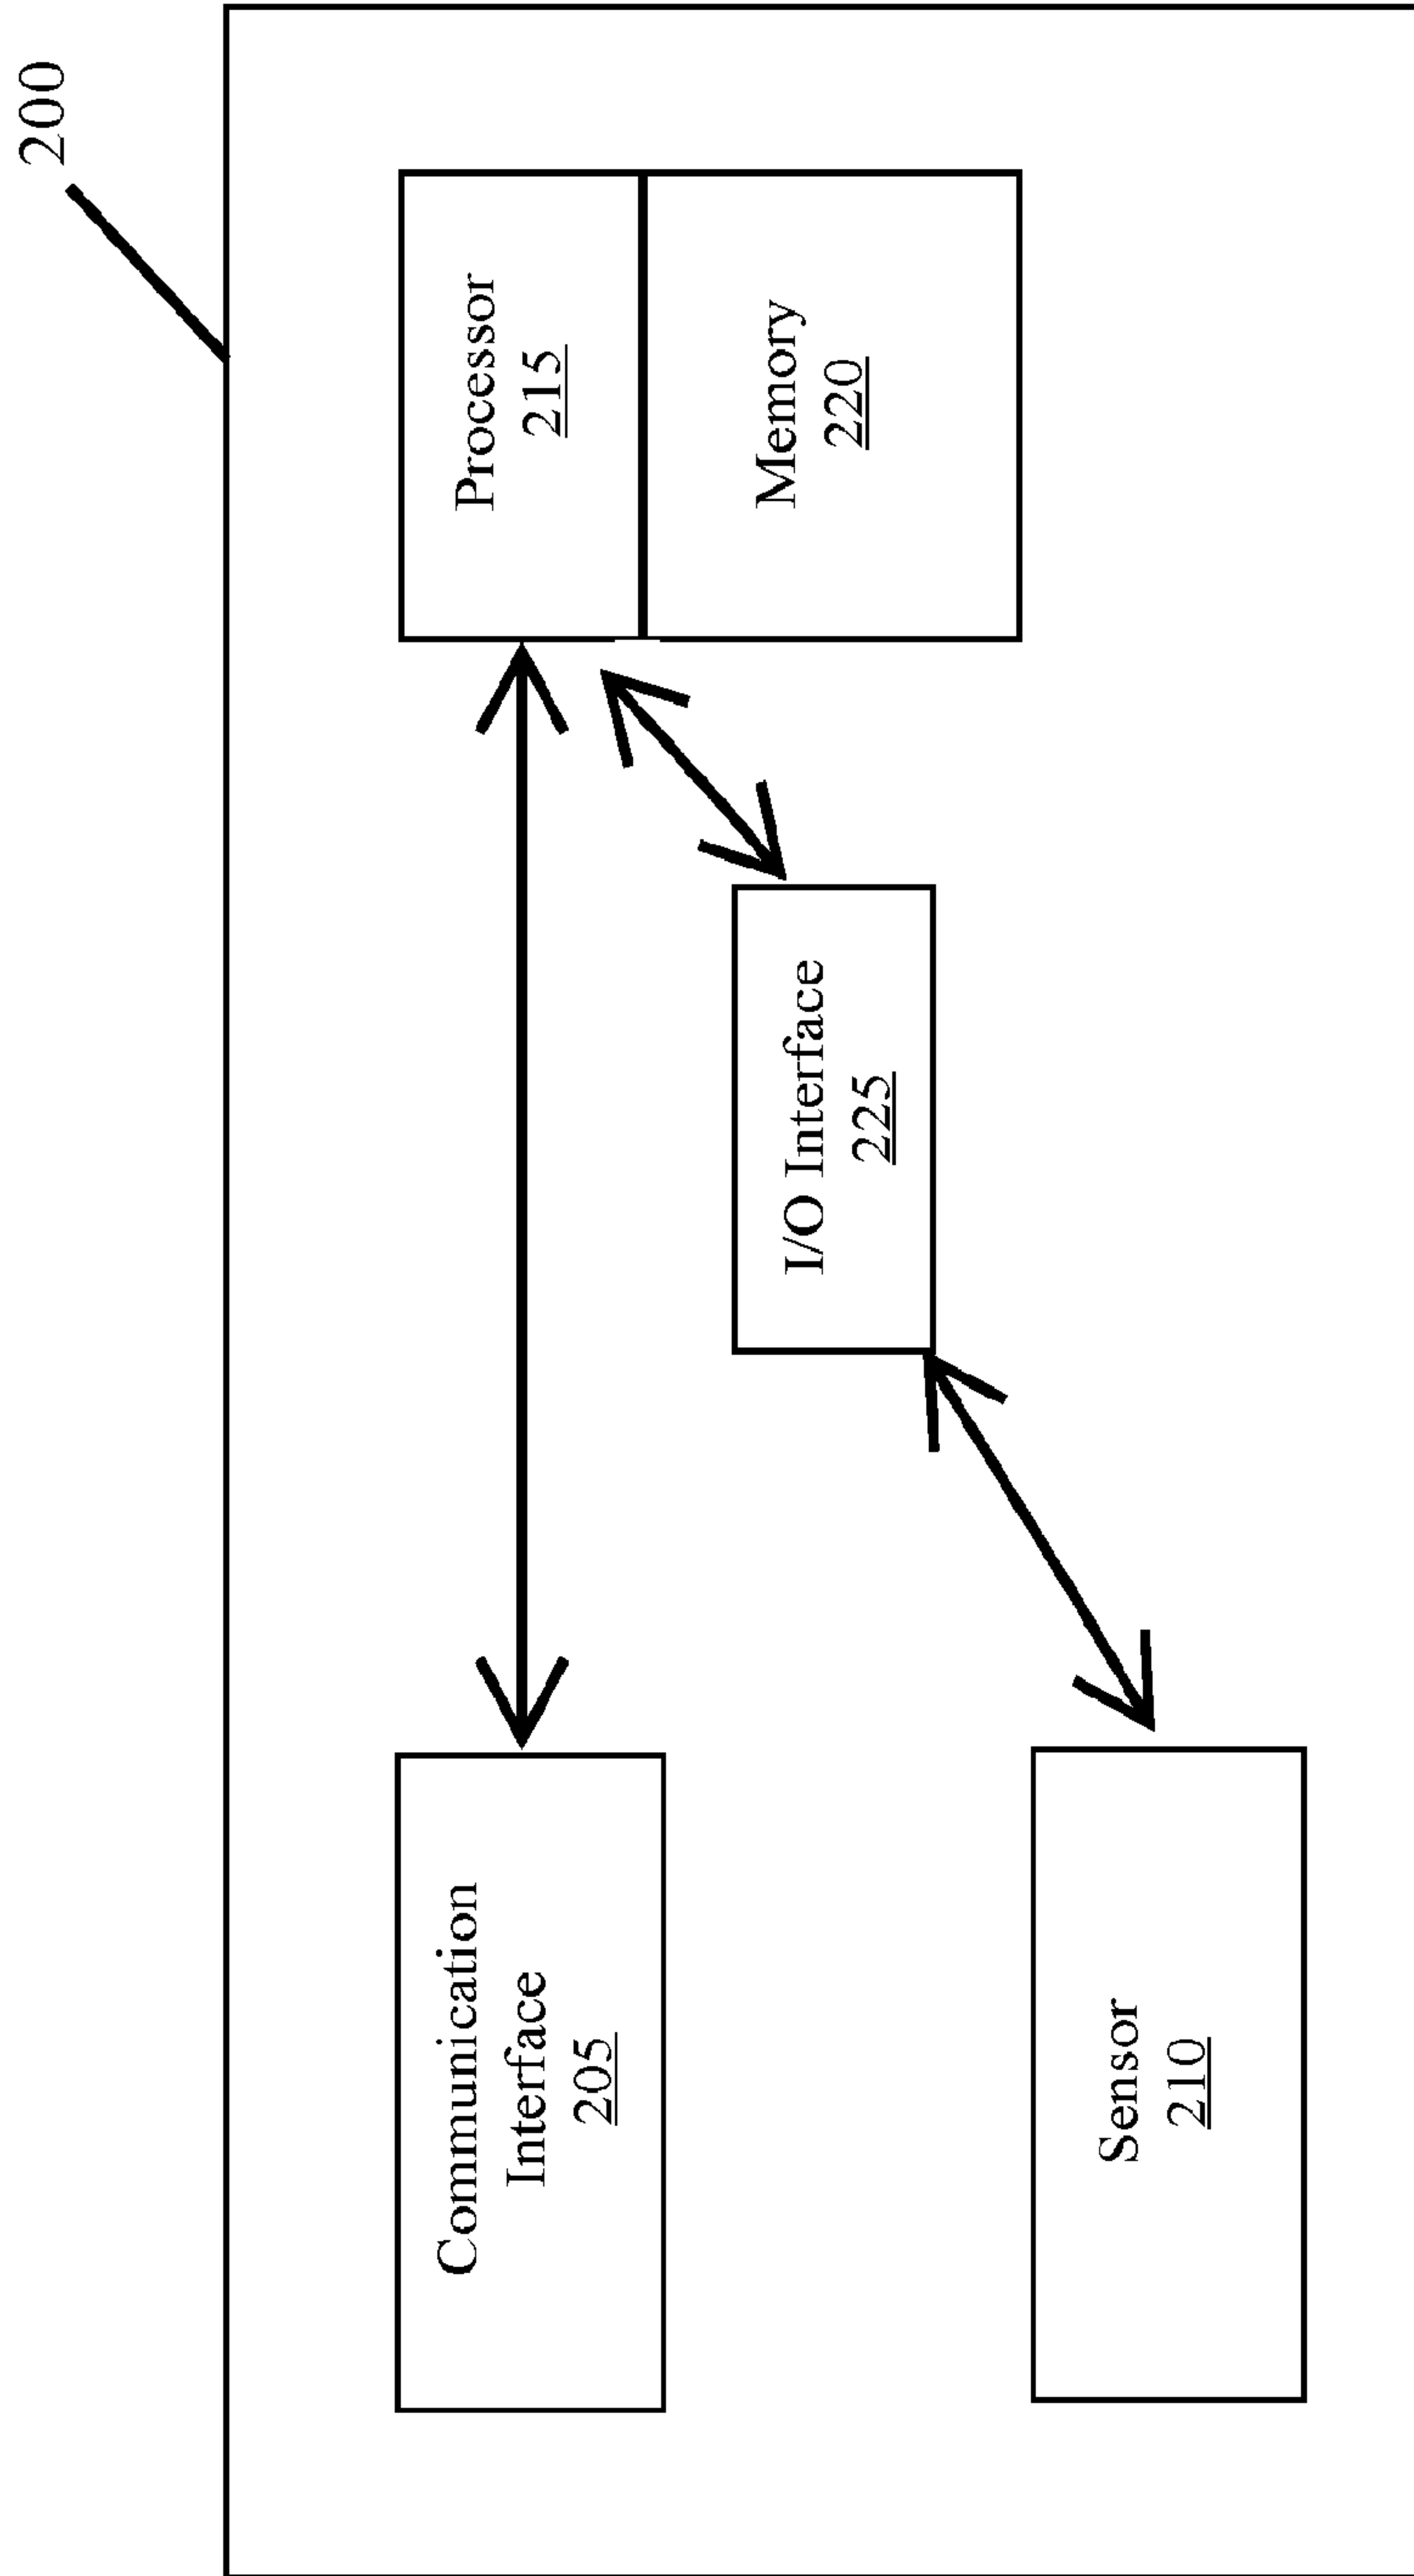 200
Communication
Interface
205
Processor
215
I/O Interface
225
Memory
220
Sensor
210